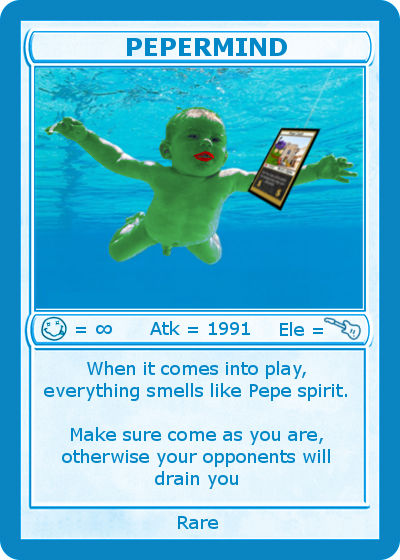 PEPERMIND
= ∞ Atk = 1991 Ele =
When it comes into play,
everything smells like Pepe spirit.
Make sure come as you are,
otherwise your opponents will
drain you
Rare